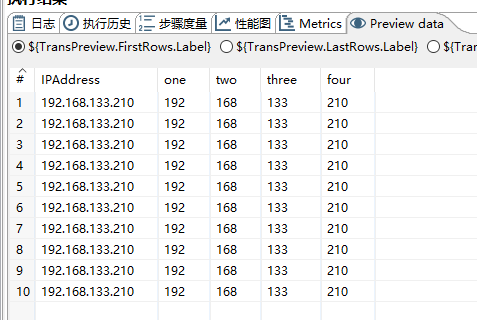 执行结果
日志 执行历史 步骤度量 性能图 Metrics Preview data
${TransPreview.FirstRows.Label} ${TransPreview.LastRows.Label} ${Tra
# IPAddress one two three four
1 192.168.133.210 192 168 133 210
2 192.168.133.210 192 168 133 210
3 192.168.133.210 192 168 133 210
4 192.168.133.210 192 168 133 210
5 192.168.133.210 192 168 133 210
6 192.168.133.210 192 168 133 210
7 192.168.133.210 192 168 133 210
8 192.168.133.210 192 168 133 210
9 192.168.133.210 192 168 133 210
10 192.168.133.210 192 168 133 210